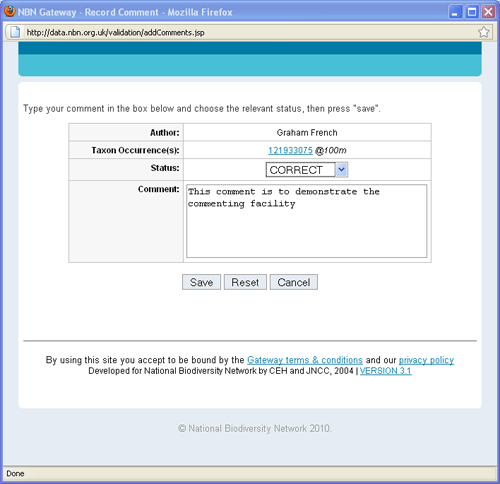 NBN Gateway - Record Comment - Mozilla Firefox
http://data.nbn.org.uk/validation/addComments.jsp
Type your comment in the box below and choose the relevant status, then press "save".
Author: Graham French
Taxon Occurrence(s): 121933075 @100m
Status: CORRECT
Comment: This comment is to demonstrate the
commenting facility
Save Reset Cancel
By using this site you accept to be bound by the Gateway terms & conditions and our privacy policy
Developed for National Biodiversity Network by CEH and JNCC, 2004 | VERSION 3.1
© National Biodiversity Network 2010.
Done